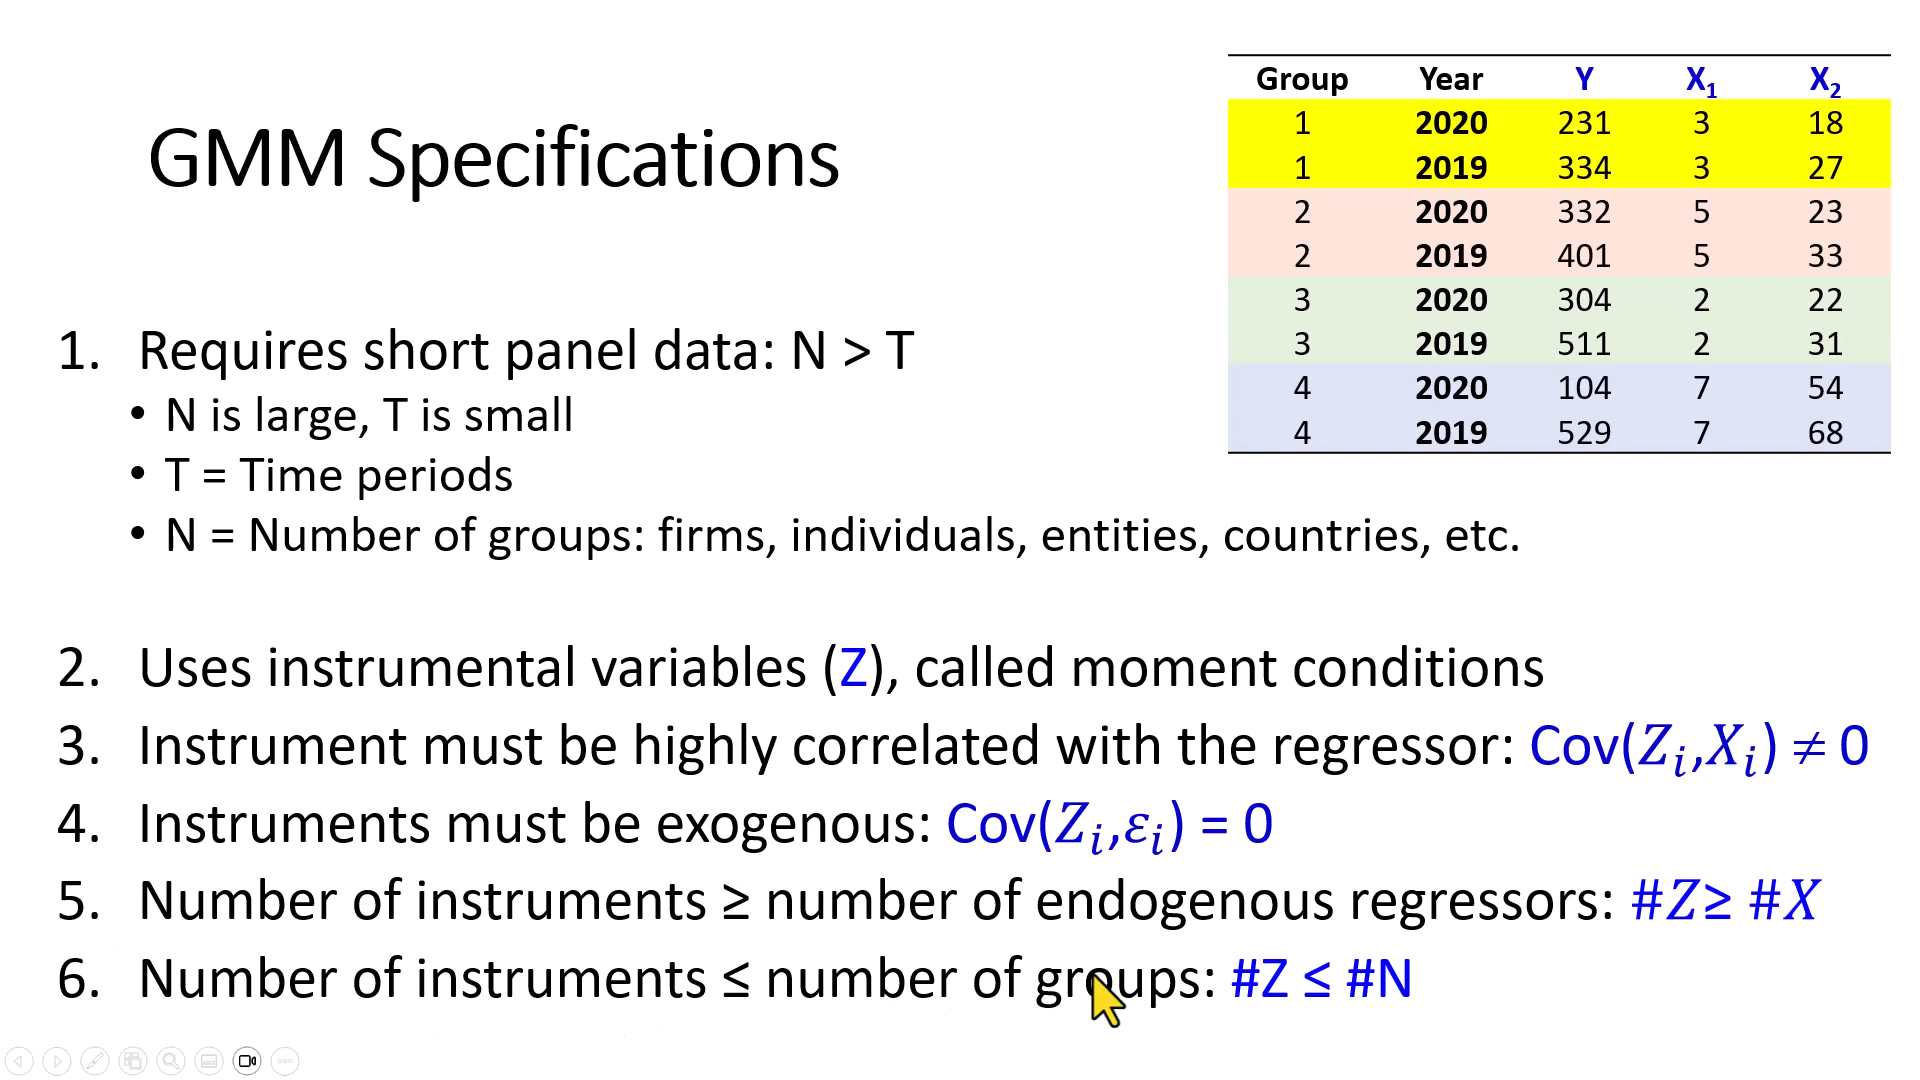 GMM Specifications
Group Year Y X₁ X₂
1 2020 231 3 18
1 2019 334 3 27
2 2020 332 5 23
2 2019 401 5 33
3 2020 304 2 22
3 2019 511 2 31
4 2020 104 7 54
4 2019 529 7 68
1. Requires short panel data: N > T
• N is large, T is small
• T = Time periods
• N = Number of groups: firms, individuals, entities, countries, etc.
2. Uses instrumental variables (Z), called moment conditions
3. Instrument must be highly correlated with the regressor: Cov(Zᵢ,Xᵢ) ≠ 0
4. Instruments must be exogenous: Cov(Zᵢ,εᵢ) = 0
5. Number of instruments ≥ number of endogenous regressors: #Z≥ #X
6. Number of instruments ≤ number of groups: #Z ≤ #N